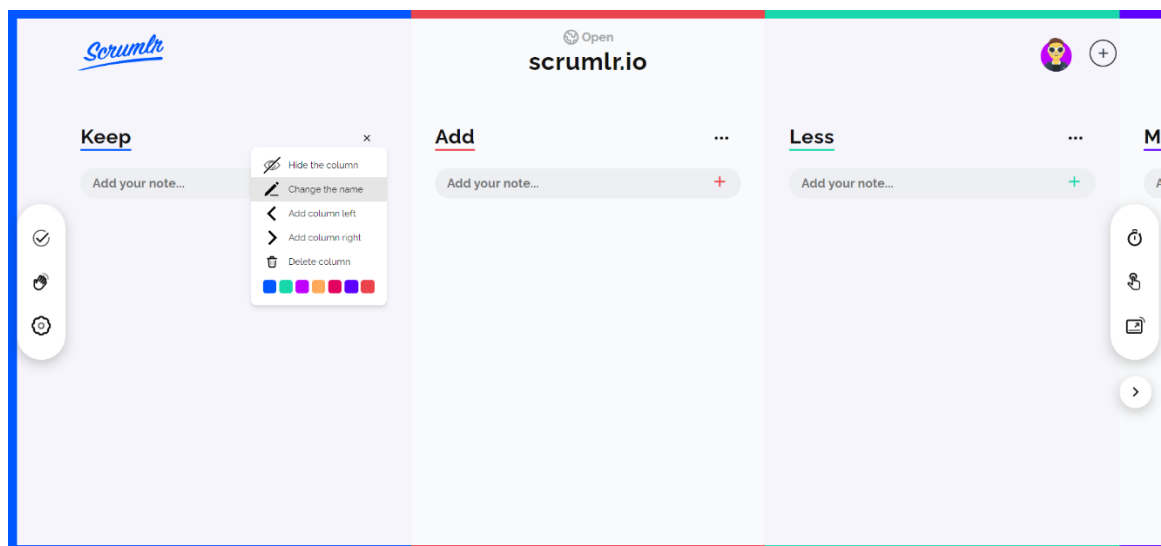 Scrumlr
Open
scrumlr.io
Keep
Hide the column
Change the name
Add column left
Add column right
Delete column
Add your note...
Add
Add your note...
Less
Add your note...
M
A